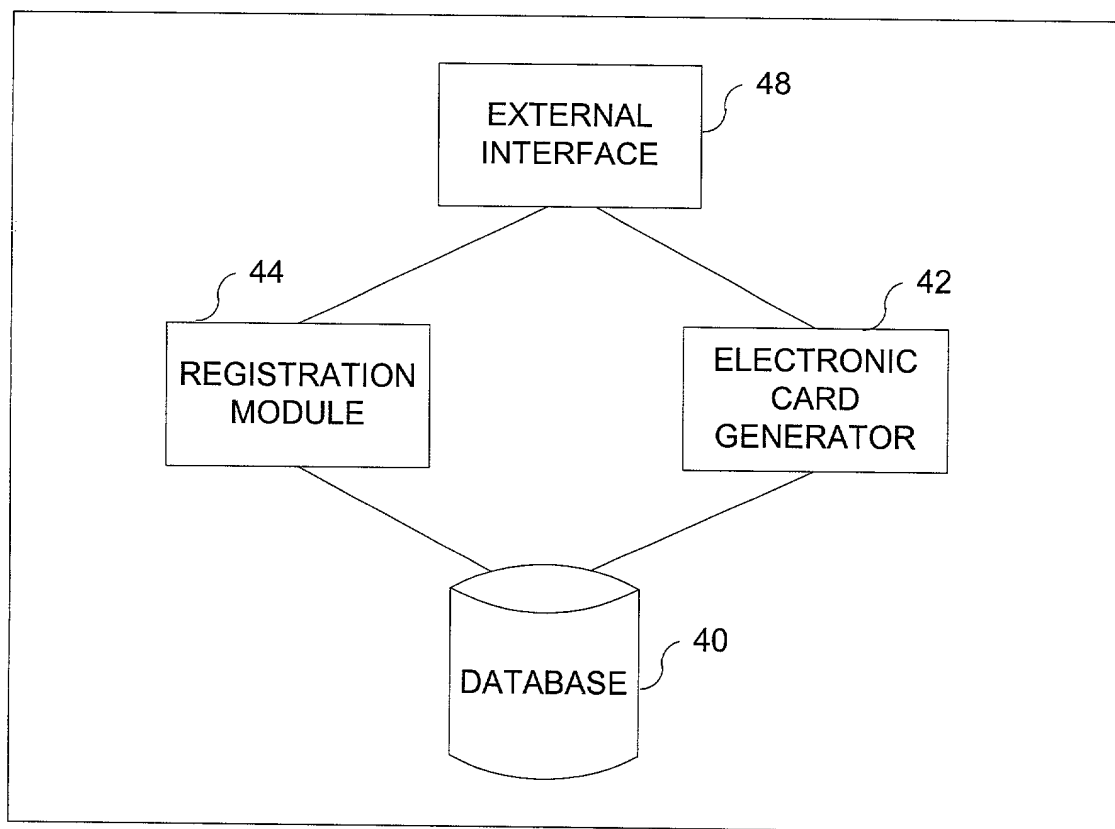 48
EXTERNAL
INTERFACE
44
42
REGISTRATION
MODULE
ELECTRONIC
CARD
GENERATOR
40
DATABASE